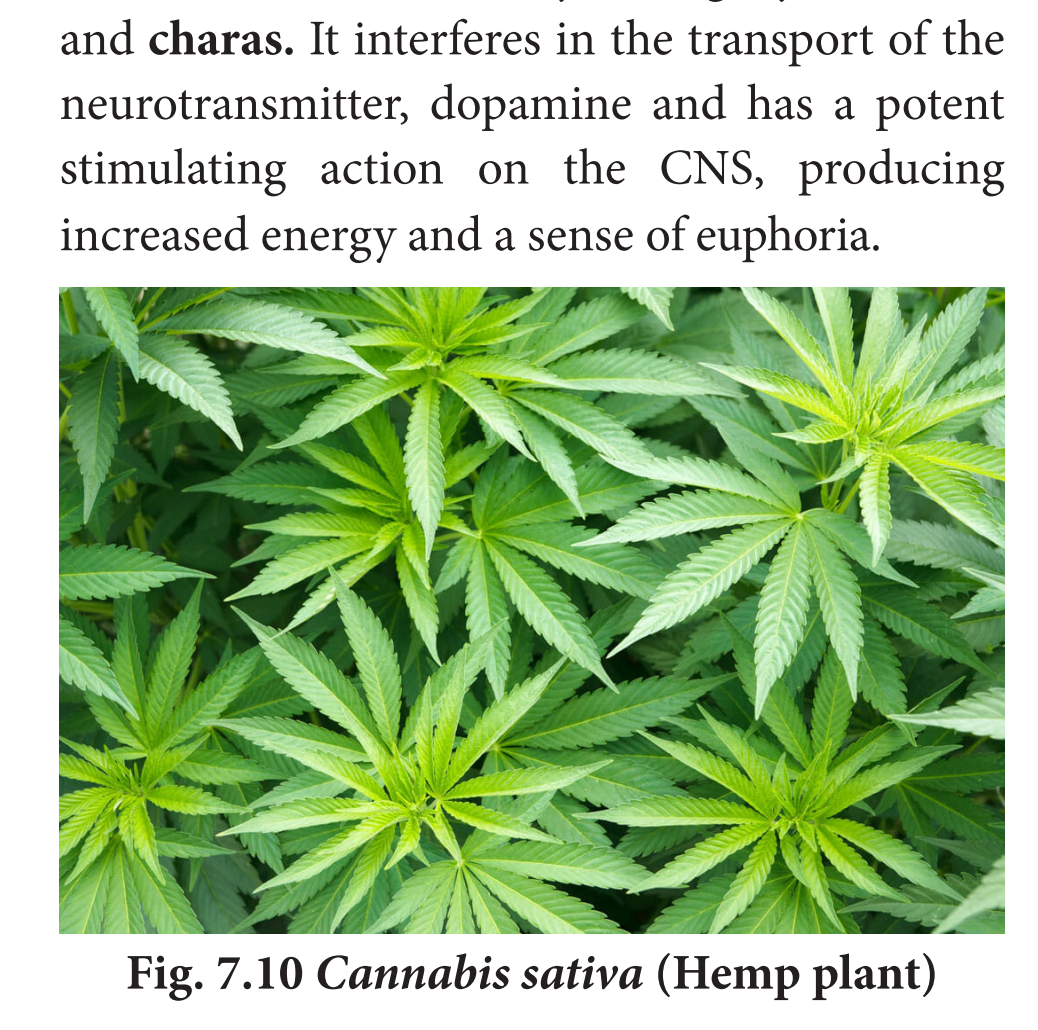 and charas. It interferes in the transport of the
neurotransmitter, dopamine and has a potent
stimulating action on the CNS, producing
increased energy and a sense of euphoria.
Fig. 7.10 Cannabis sativa (Hemp plant)